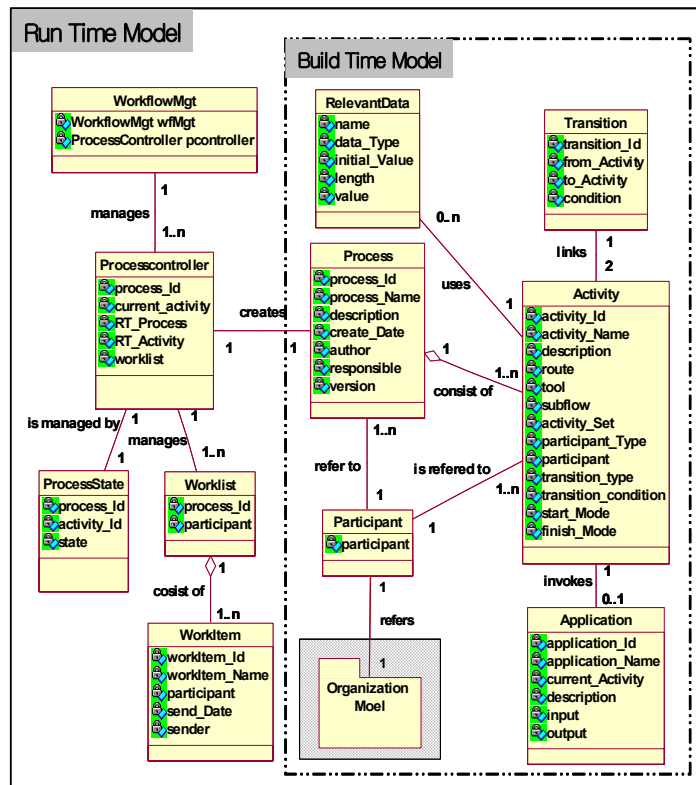 Run Time Model
Build Time Model
WorkflowMgt
WorkflowMgt wfMgt
ProcessController pcontroller
1
manages
1..n
Processcontroller
process_Id
current_activity
RT_Process
RT_Activity
worklist
creates
1
1
is managed by
1
1
manages
1
1..n
ProcessState
process_Id
activity_Id
state
Worklist
process_Id
participant
1
cosist of
1..n
WorkItem
workItem_Id
workItem_Name
participant
send_Date
sender
RelevantData
name
data_Type
initial_Value
length
value
0..n
uses
1
Transition
transition_Id
from_Activity
to_Activity
condition
1
links
2
Process
process_Id
process_Name
description
create_Date
author
responsible
version
1
consist of
1..n
1..n
refer to
1
is refered to
1..n
1
Activity
activity_Id
activity_Name
description
route
tool
subflow
activity_Set
participant_Type
participant
transition_type
transition_condition
start_Mode
finish_Mode
Participant
participant
1
refers
1
Organization
Moel
1
invokes
0..1
Application
application_Id
application_Name
current_Activity
description
input
output